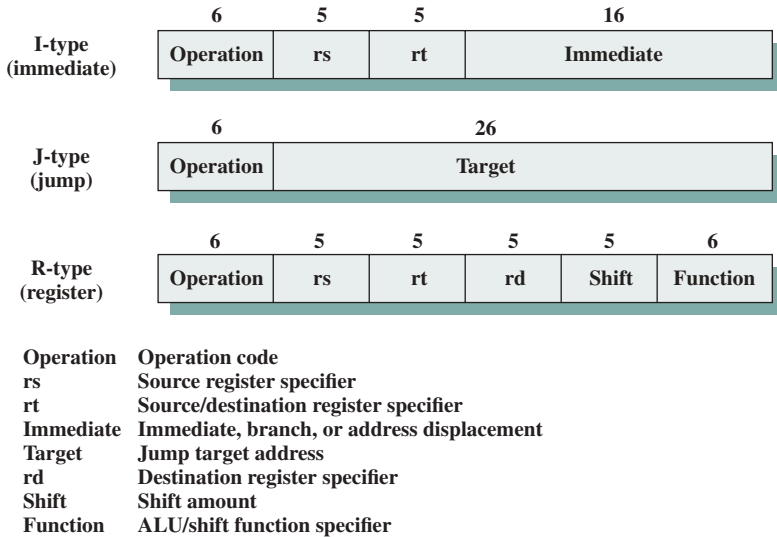 6 5 5 16
I-type
(immediate)
Operation rs rt Immediate
6 26
J-type
(jump)
Operation Target
6 5 5 5 5 6
R-type
(register)
Operation rs rt rd Shift Function
Operation Operation code
rs Source register specifier
rt Source/destination register specifier
Immediate Immediate, branch, or address displacement
Target Jump target address
rd Destination register specifier
Shift Shift amount
Function ALU/shift function specifier